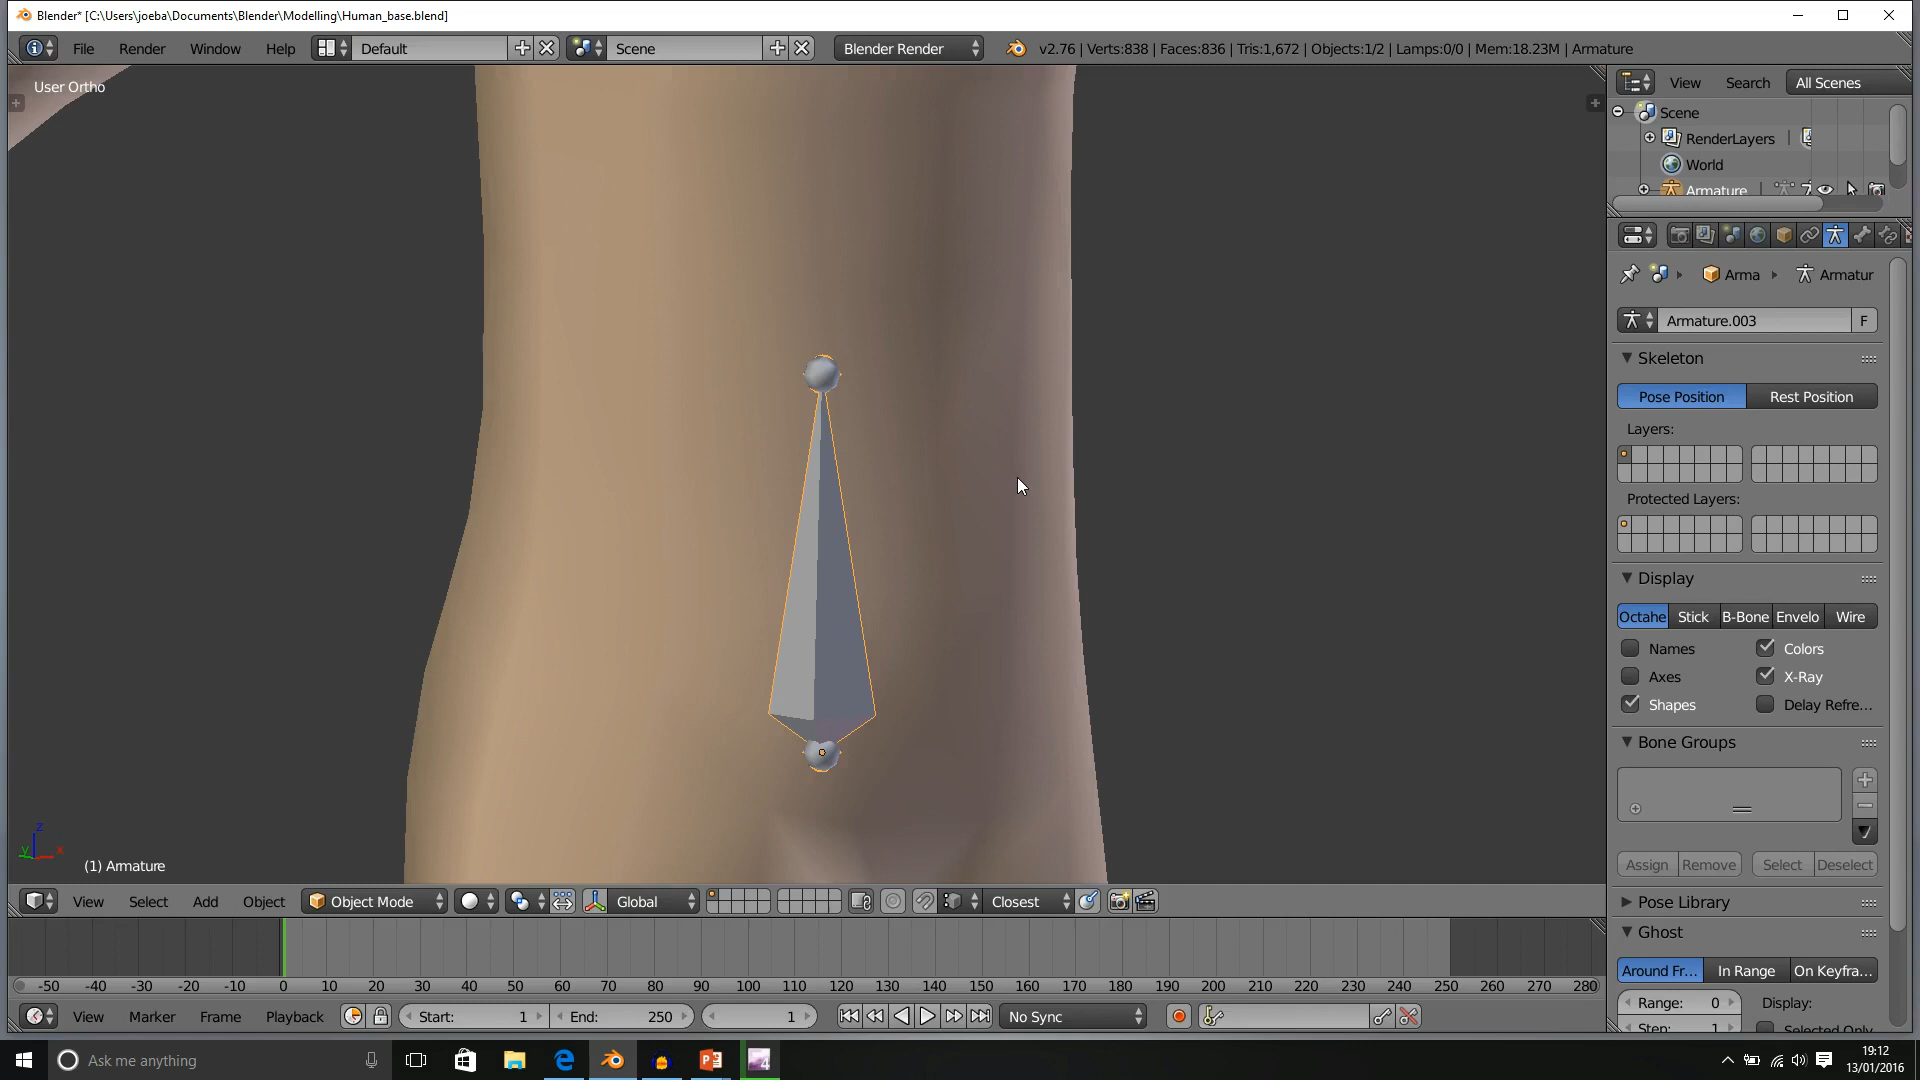 Blender* [C:\Users\joeba\Documents\Blender\Modelling\Human_base.blend]
File Render Window Help Default Scene Blender Render v2.76 | Verts:838 | Faces:836 | Tris:1,672 | Objects:1/2 | Lamps:0/0 | Mem:18.23M | Armature
User Ortho
View Search All Scenes
Scene
RenderLayers
World
Armature
Arma Armatur
Armature.003 F
Skeleton
Pose Position Rest Position
Layers:
Protected Layers:
Display
Octahe Stick B-Bone Envelo Wire
Names Colors
Axes X-Ray
Shapes Delay Refre...
Bone Groups
Assign Remove Select Deselect
Pose Library
Ghost
Around Fr... In Range On Keyfra...
Range: 0 Display:
Step: 1 Selected Only
z
y x
(1) Armature
View Select Add Object Object Mode Global Closest
-50 -40 -30 -20 -10 0 10 20 30 40 50 60 70 80 90 100 110 120 130 140 150 160 170 180 190 200 210 220 230 240 250 260 270 280
View Marker Frame Playback Start: 1 End: 250 1 No Sync
Ask me anything
19:12
13/01/2016